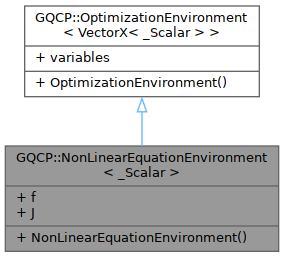 GQCP::OptimizationEnvironment
< VectorX< _Scalar > >
+ variables
+ OptimizationEnvironment()
GQCP::NonLinearEquationEnvironment
< _Scalar >
+ f
+ J
+ NonLinearEquationEnvironment()